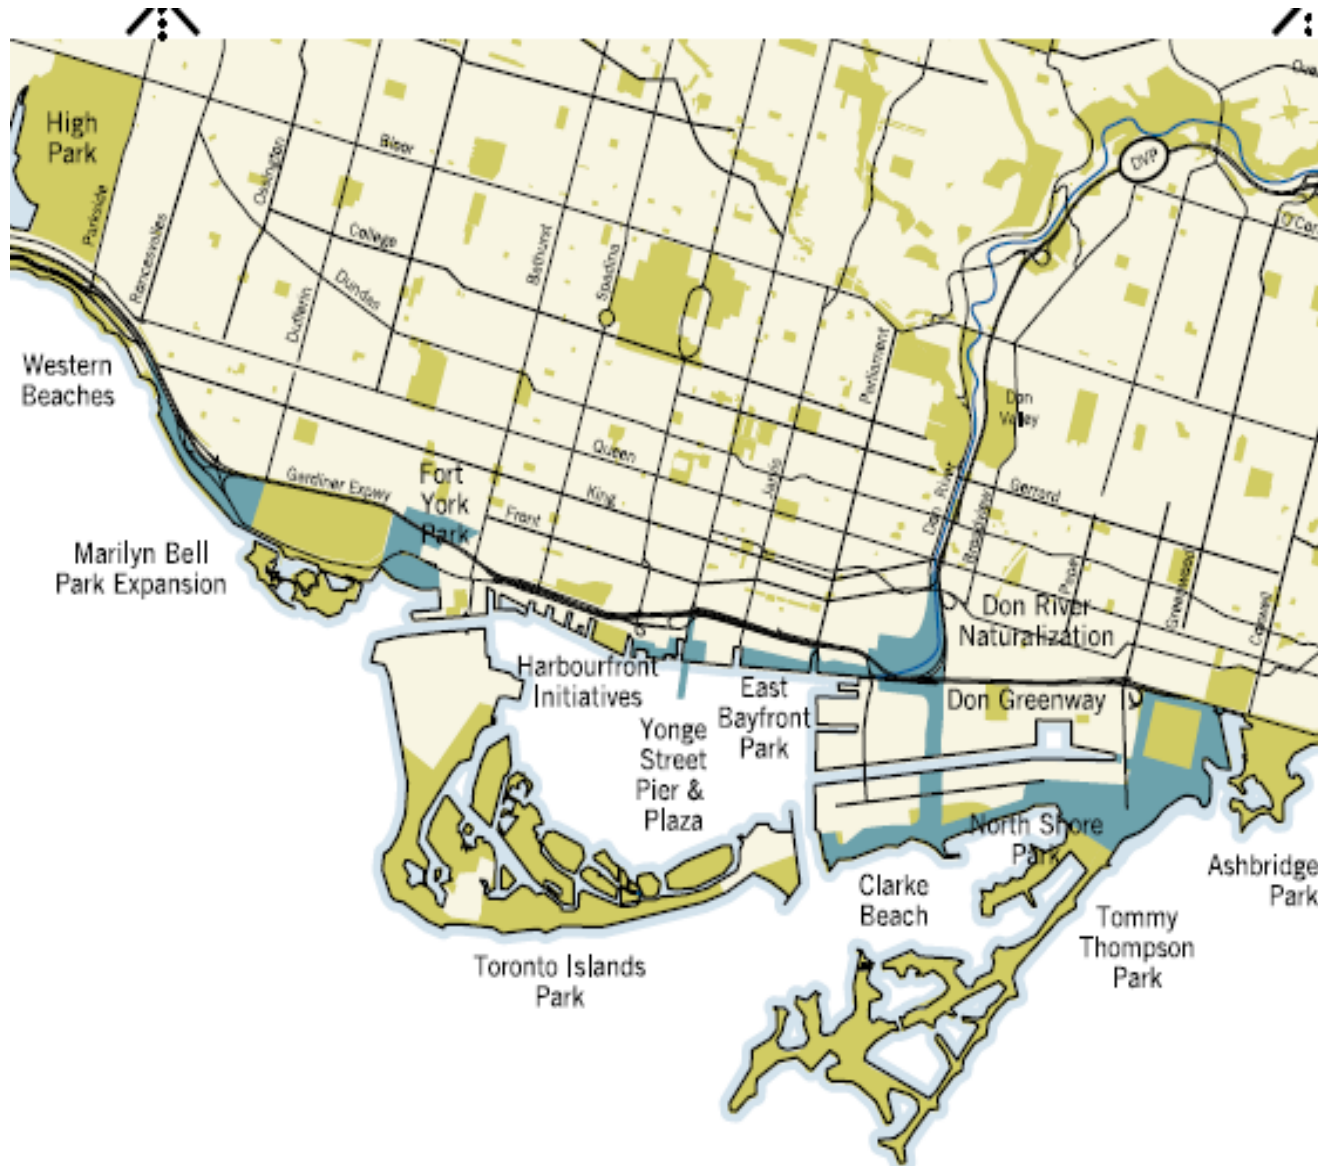 High
Park
Parkside
Roncesvolles
Ossington
Dufferin
Bloor
College
Dundas
Bathurst
Spadina
Parliament
DVP
O'Con
Don
Valley
Western
Beaches
Gardiner Expwy
Fort
York
Park
Queen
King
Front
Jarvis
Don River
Broadview
Gerrard
Pape
Greenwood
Coxwell
Marilyn Bell
Park Expansion
Don River
Naturalization
Harbourfront
Initiatives
East
Bayfront
Park
Don Greenway
Yonge
Street
Pier &
Plaza
North Shore
Park
Clarke
Beach
Ashbridge
Park
Tommy
Thompson
Park
Toronto Islands
Park